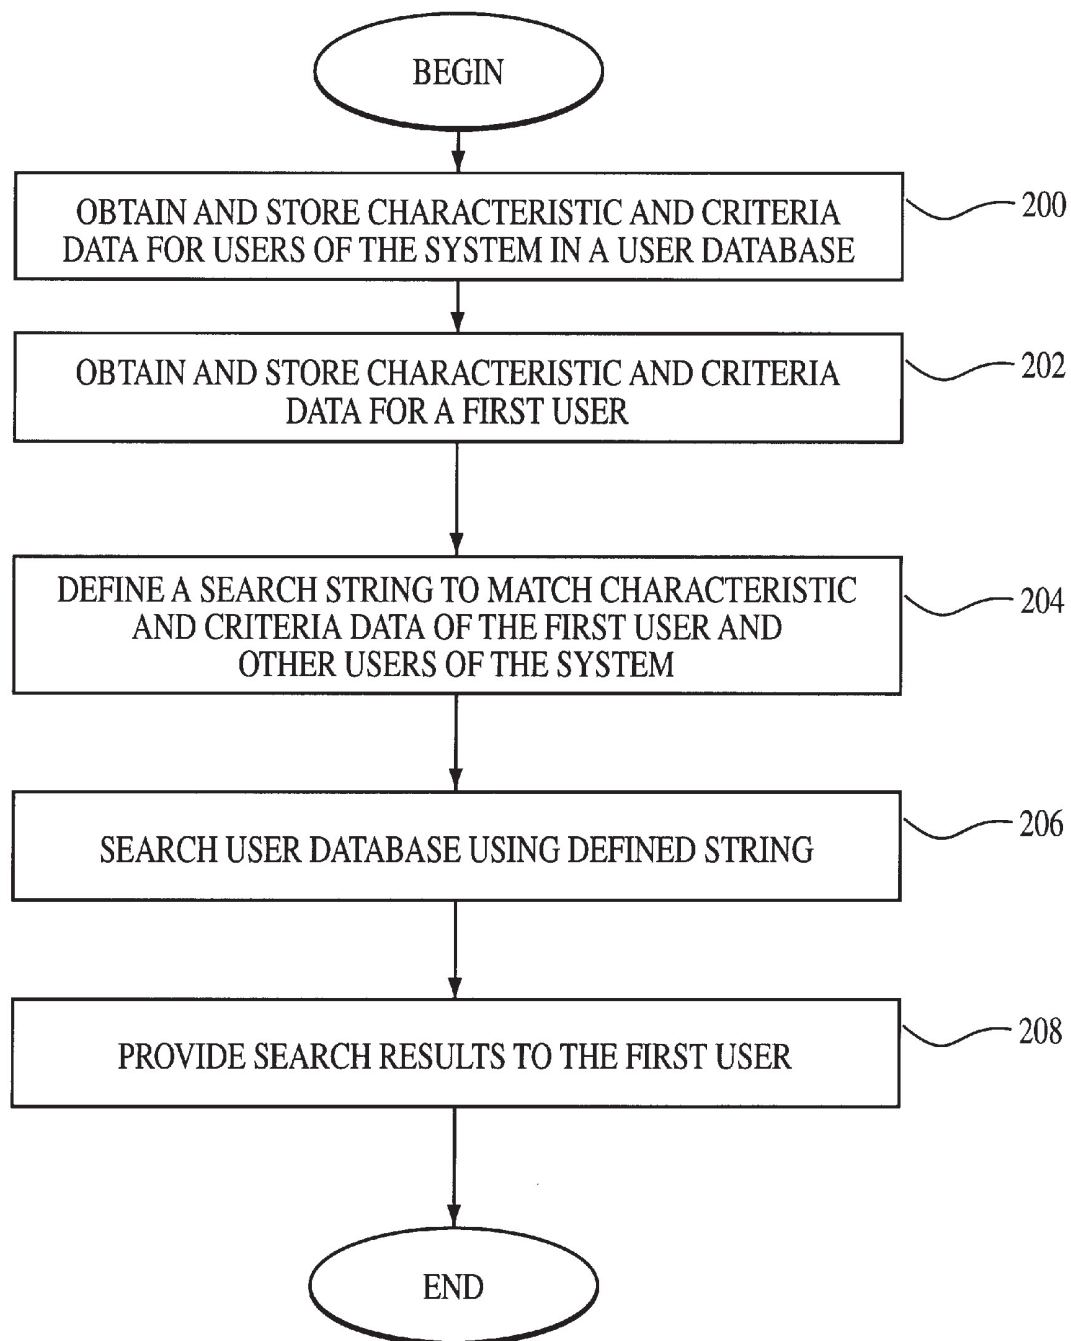 BEGIN
OBTAIN AND STORE CHARACTERISTIC AND CRITERIA
DATA FOR USERS OF THE SYSTEM IN A USER DATABASE
200
OBTAIN AND STORE CHARACTERISTIC AND CRITERIA
DATA FOR A FIRST USER
202
DEFINE A SEARCH STRING TO MATCH CHARACTERISTIC
AND CRITERIA DATA OF THE FIRST USER AND
OTHER USERS OF THE SYSTEM
204
SEARCH USER DATABASE USING DEFINED STRING
206
PROVIDE SEARCH RESULTS TO THE FIRST USER
208
END